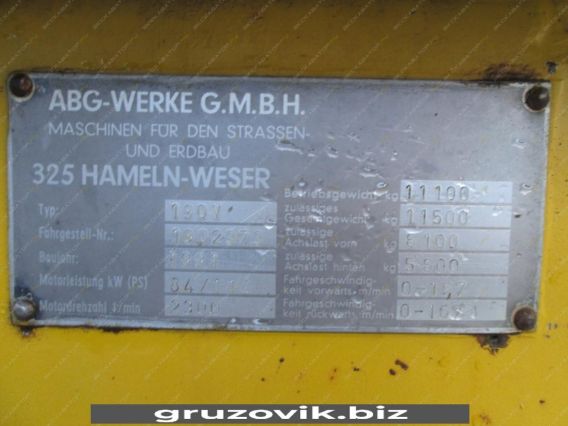 ABG-WERKE G.M.B.H.
MASCHINEN FÜR DEN STRASSEN-
UND ERDBAU
325 HAMELN-WESER
Typ:
Fahrgestell-Nr.:
Baujahr:
Motorleistung kW (PS)
Motordrehzahl 1/min 2300
Betriebsgewicht kg 11100
zulässiges
Gesamtgewicht kg 11500
zulässige
Achslast vorn kg 6100
zulässige
Achslast hinten kg
Fahrgeschwindig-
keit vorwärts m/min
Fahrgeschwindig-
keit rückwärts m/min
gruzovik.biz